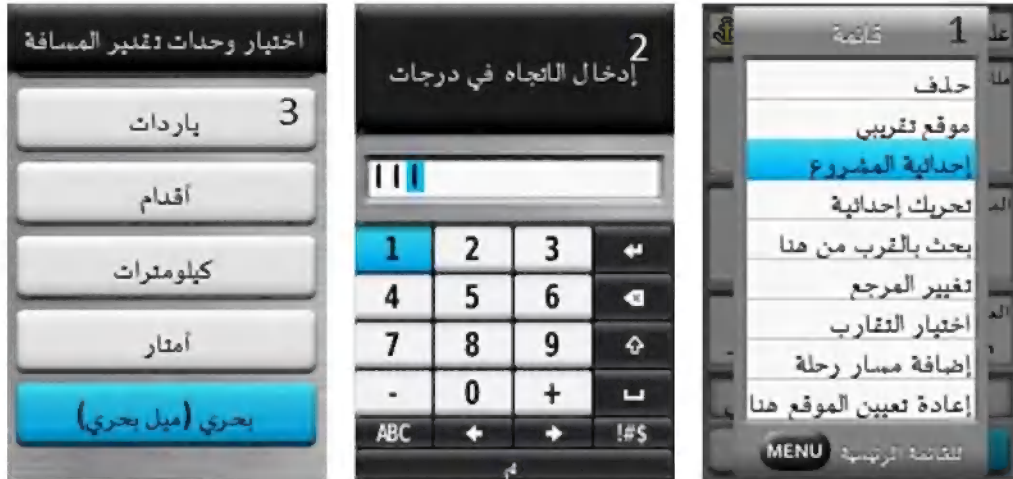 1
قائمة
حذف
موقع تقريبي
إحداثية المشروع
تحريك إحداثية
بحث بالقرب من هنا
تغيير المرجع
اختيار التقارب
إضافة مسار رحلة
إعادة تعيين الموقع هنا
MENU للقائمة الرئيسية
2
إدخال الاتجاه في درجات
111
1 2 3
4 5 6
7 8 9
- 0 +
ABC !#$
اختيار وحدات تقدير المسافة
3
ياردات
أقدام
كيلومترات
أمتار
بحري (ميل بحري)